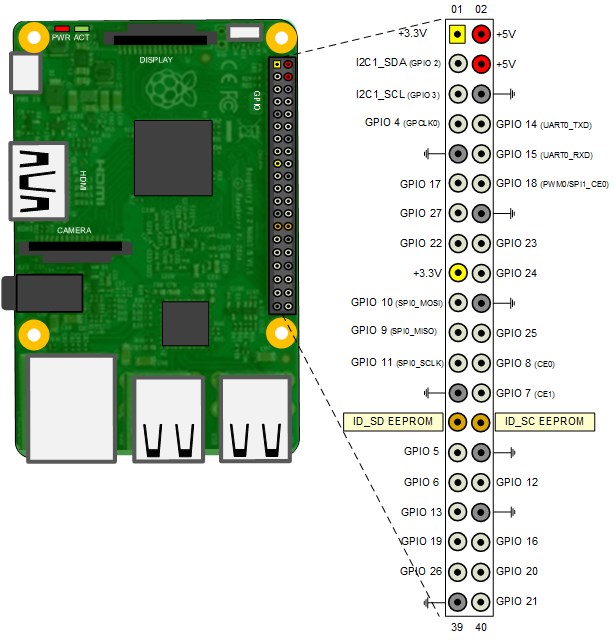 01 02
+3.3V +5V
I2C1_SDA (GPIO 2) +5V
I2C1_SCL (GPIO 3)
GPIO 4 (GPCLK0) GPIO 14 (UART0_TXD)
GPIO 15 (UART0_RXD)
GPIO 17 GPIO 18 (PWM0/SPI1_CE0)
GPIO 27
GPIO 22 GPIO 23
+3.3V GPIO 24
GPIO 10 (SPI0_MOSI)
GPIO 9 (SPI0_MISO) GPIO 25
GPIO 11 (SPI0_SCLK) GPIO 8 (CE0)
GPIO 7 (CE1)
ID_SD EEPROM ID_SC EEPROM
GPIO 5
GPIO 6 GPIO 12
GPIO 13
GPIO 19 GPIO 16
GPIO 26 GPIO 20
GPIO 21
39 40
PWR ACT
DISPLAY
GPIO
HDMI
CAMERA
HDMI